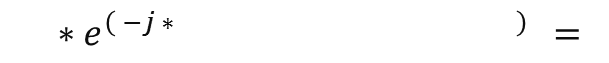 * e^(−j *                    ) =